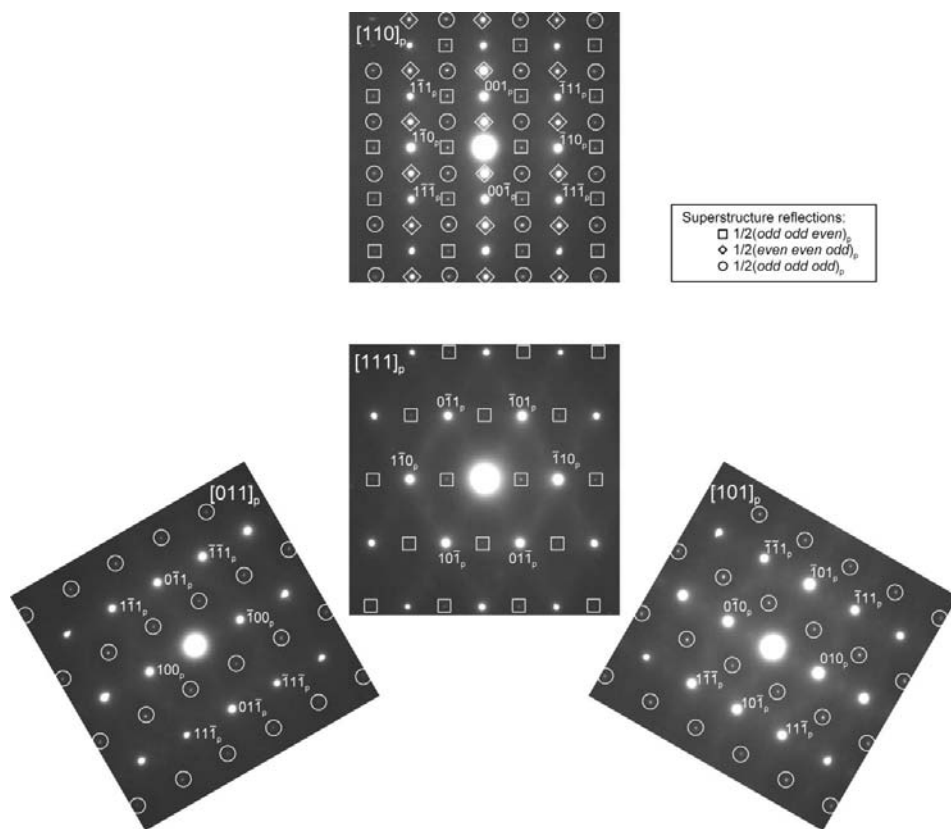 [110]ₚ
11̄1ₚ
001ₚ
1̄11ₚ
11̄0ₚ
1̄10ₚ
11̄1̄ₚ
001̄ₚ
1̄11̄ₚ
Superstructure reflections:
1/2(odd odd even)ₚ
1/2(even even odd)ₚ
1/2(odd odd odd)ₚ
[111]ₚ
01̄1ₚ
1̄01ₚ
11̄0ₚ
1̄10ₚ
101̄ₚ
011̄ₚ
[011]ₚ
1̄1̄1ₚ
01̄1ₚ
11̄1ₚ
1̄00ₚ
100ₚ
1̄11̄ₚ
011̄ₚ
111̄ₚ
[101]ₚ
1̄1̄1ₚ
1̄01ₚ
1̄11ₚ
01̄0ₚ
010ₚ
11̄1̄ₚ
101̄ₚ
111̄ₚ